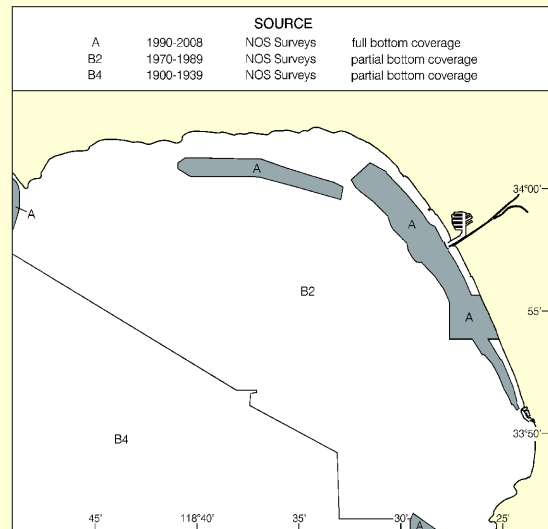 SOURCE
A 1990-2008 NOS Surveys full bottom coverage
B2 1970-1989 NOS Surveys partial bottom coverage
B4 1900-1939 NOS Surveys partial bottom coverage
A
34°00'
A
A
B2
55'
A
33°50'
B4
45' 118°40' 35' 30' 25'
A